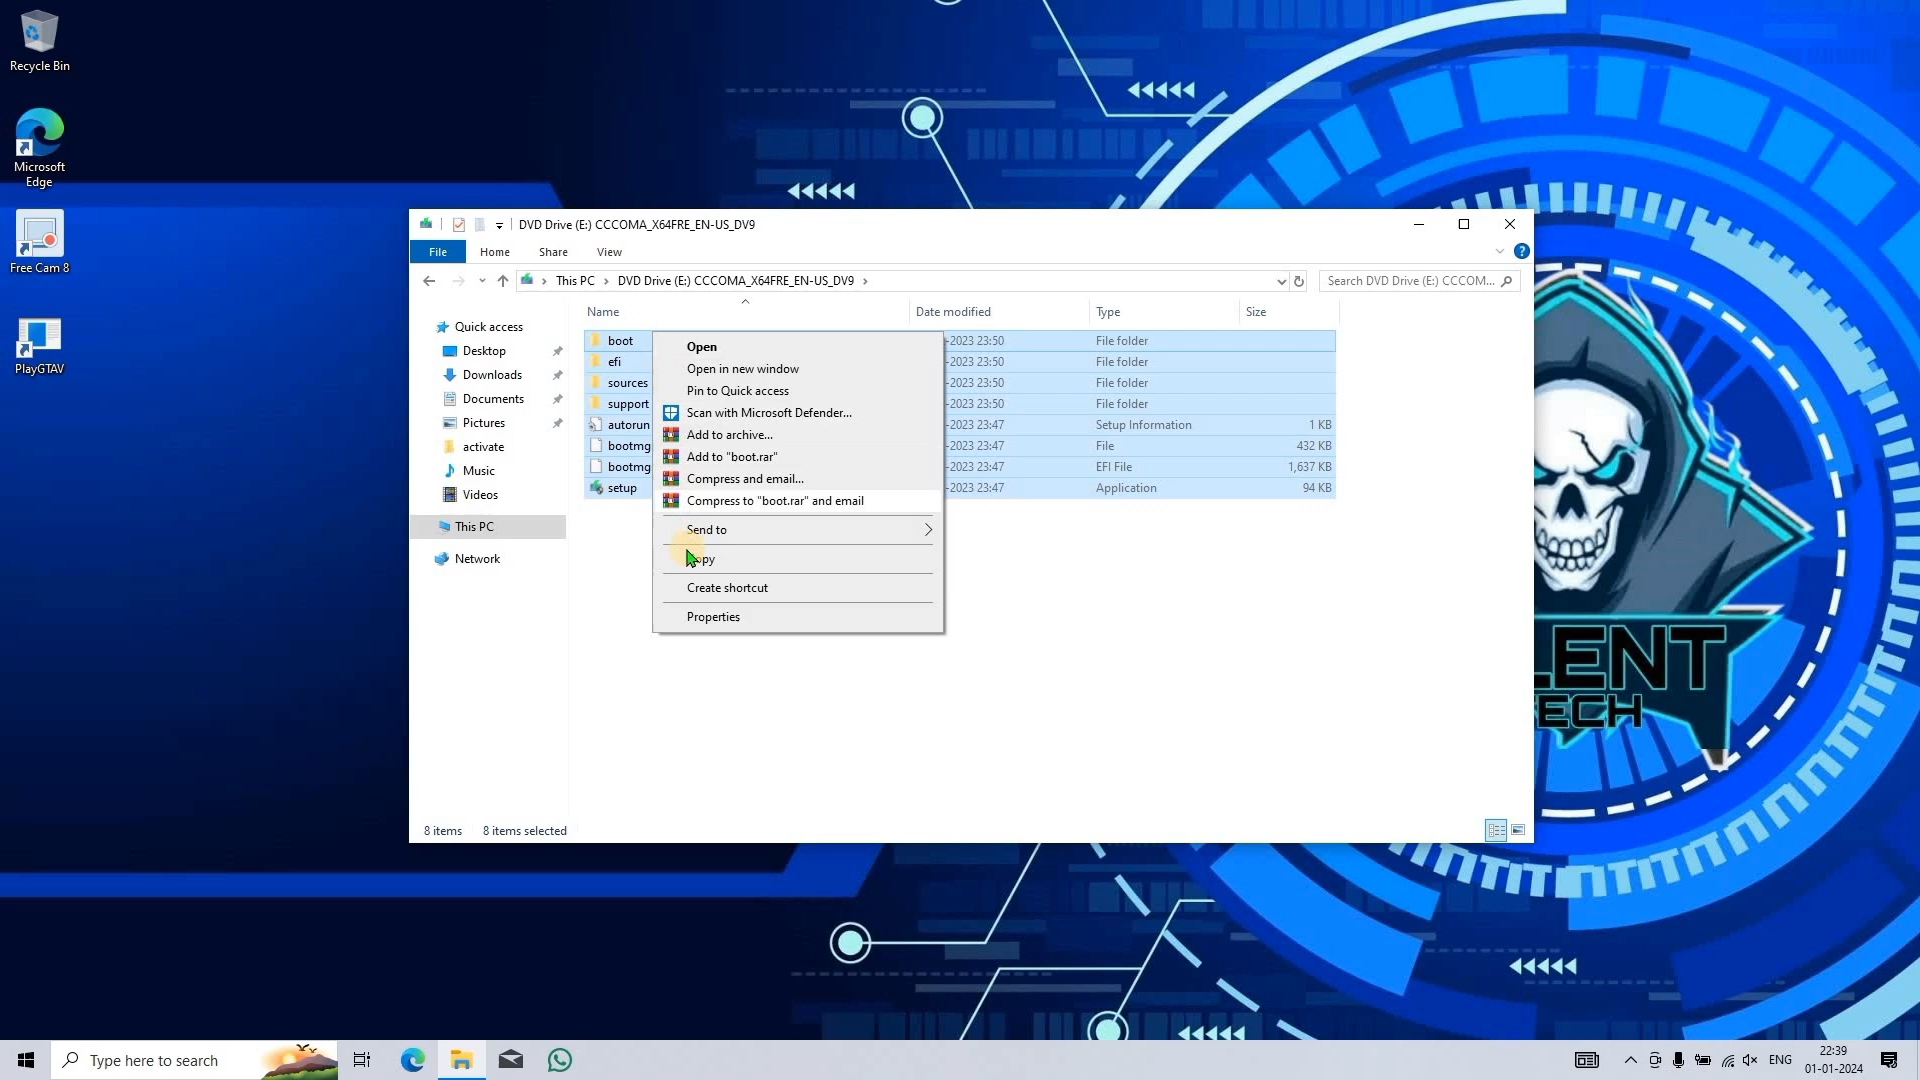 Recycle Bin
Microsoft
Edge
Free Cam 8
PlayGTAV
DVD Drive (E:) CCCOMA_X64FRE_EN-US_DV9
File Home Share View
This PC DVD Drive (E:) CCCOMA_X64FRE_EN-US_DV9
Search DVD Drive (E:) CCCOM...
Name Date modified Type Size
Quick access
Desktop
Downloads
Documents
Pictures
activate
Music
Videos
This PC
Network
boot -2023 23:50 File folder
efi -2023 23:50 File folder
sources -2023 23:50 File folder
support -2023 23:50 File folder
autorun -2023 23:47 Setup Information 1 KB
bootmg -2023 23:47 File 432 KB
bootmg -2023 23:47 EFI File 1,637 KB
setup -2023 23:47 Application 94 KB
Open
Open in new window
Pin to Quick access
Scan with Microsoft Defender...
Add to archive...
Add to "boot.rar"
Compress and email...
Compress to "boot.rar" and email
Send to
opy
Create shortcut
Properties
8 items 8 items selected
LENT
ECH
Type here to search
ENG
22:39
01-01-2024